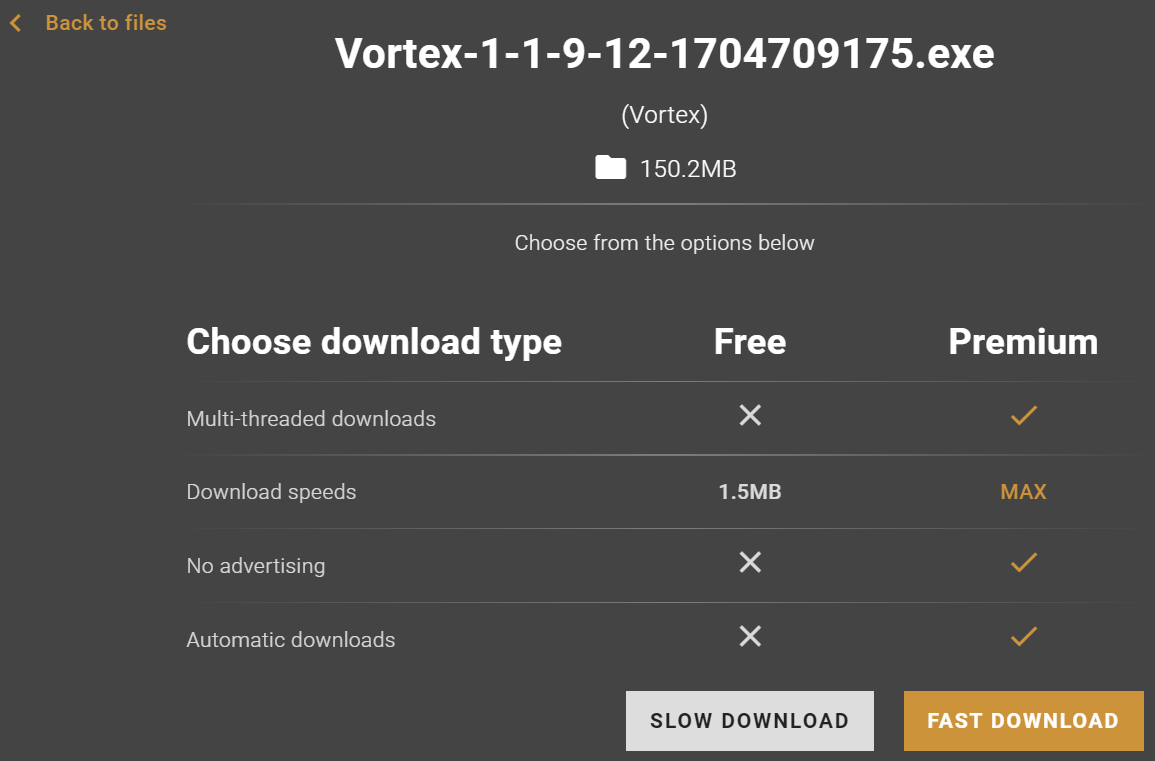 Back to files
Vortex-1-1-9-12-1704709175.exe
(Vortex)
150.2MB
Choose from the options below
Choose download type Free Premium
Multi-threaded downloads
Download speeds 1.5MB MAX
No advertising
Automatic downloads
SLOW DOWNLOAD FAST DOWNLOAD